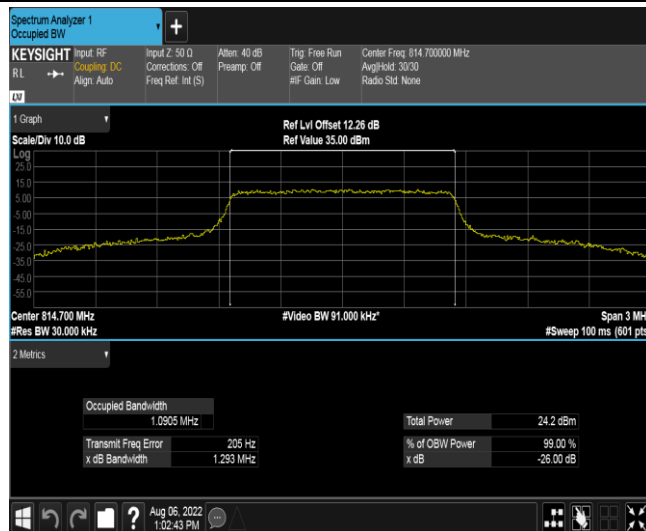 Spectrum Analyzer 1
Occupied BW
+
KEYSIGHT
RL
Input: RF
Coupling: DC
Align: Auto
Input Z: 50 Ω
Corrections: Off
Freq Ref: Int (S)
Atten: 40 dB
Preamp: Off
Trig: Free Run
Gate: Off
#IF Gain: Low
Center Freq: 814.700000 MHz
Avg|Hold: 30/30
Radio Std: None
LXI
1 Graph
Scale/Div 10.0 dB
Ref Lvl Offset 12.26 dB
Ref Value 35.00 dBm
Log
25.0
15.0
5.00
-5.00
-15.0
-25.0
-35.0
-45.0
-55.0
Center 814.700 MHz
#Res BW 30.000 kHz
#Video BW 91.000 kHz*
Span 3 MH
#Sweep 100 ms (601 pts
2 Metrics
Occupied Bandwidth
1.0905 MHz
Total Power 24.2 dBm
Transmit Freq Error 205 Hz
% of OBW Power 99.00 %
x dB Bandwidth 1.293 MHz
x dB -26.00 dB
?
Aug 06, 2022
1:02:43 PM